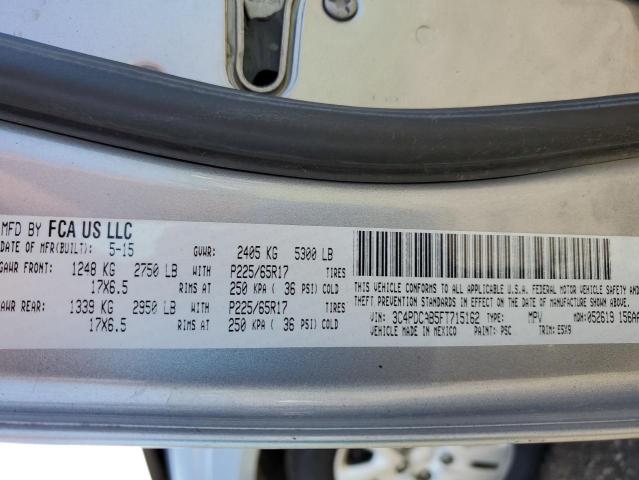 MFD BY FCA US LLC
DATE OF MFR(BUILT): 5-15 GVWR: 2405 KG 5300 LB
GAWR FRONT: 1248 KG 2750 LB WITH P225/65R17 TIRES
17X6.5 RIMS AT 250 KPA ( 36 PSI) COLD
GAWR REAR: 1339 KG 2950 LB WITH P225/65R17 TIRES
17X6.5 RIMS AT 250 KPA ( 36 PSI) COLD
THIS VEHICLE CONFORMS TO ALL APPLICABLE U.S.A. FEDERAL MOTOR VEHICLE SAFETY AND
THEFT PREVENTION STANDARDS IN EFFECT ON THE DATE OF MANUFACTURE SHOWN ABOVE.
VIN: 3C4PDCAB5FT715162 TYPE: MPV MDH:052619 156AA
VEHICLE MADE IN MEXICO PAINT: PSC TRIM: E5X9